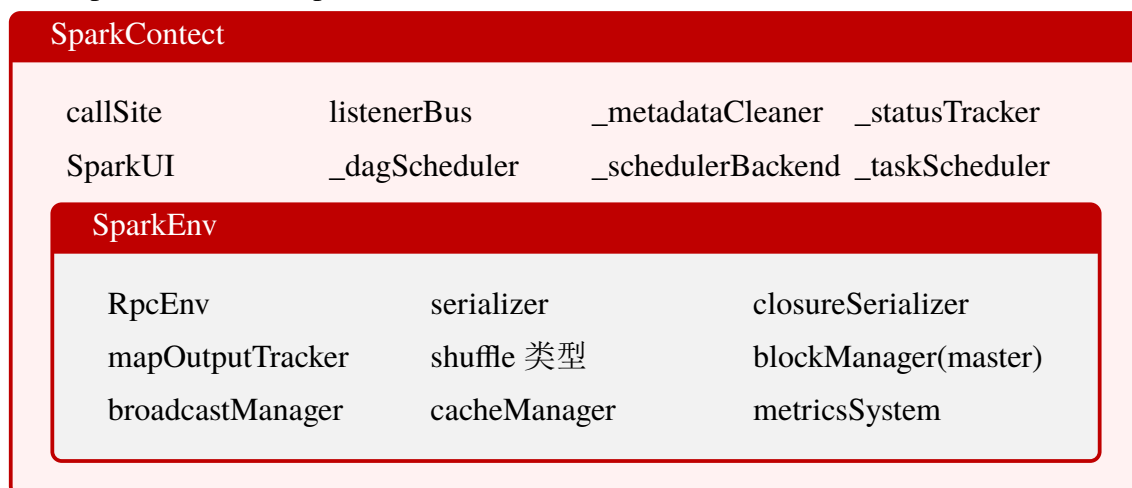 SparkContect
callSite listenerBus _metadataCleaner _statusTracker
SparkUI _dagScheduler _schedulerBackend _taskScheduler
SparkEnv
RpcEnv serializer closureSerializer
mapOutputTracker shuffle 类型 blockManager(master)
broadcastManager cacheManager metricsSystem